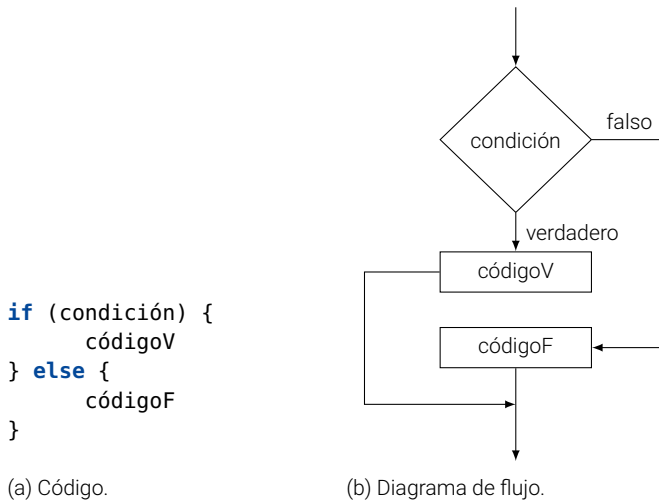 if (condición) {
códigoV
} else {
códigoF
}
(a) Código.
condición
falso
verdadero
códigoV
códigoF
(b) Diagrama de flujo.